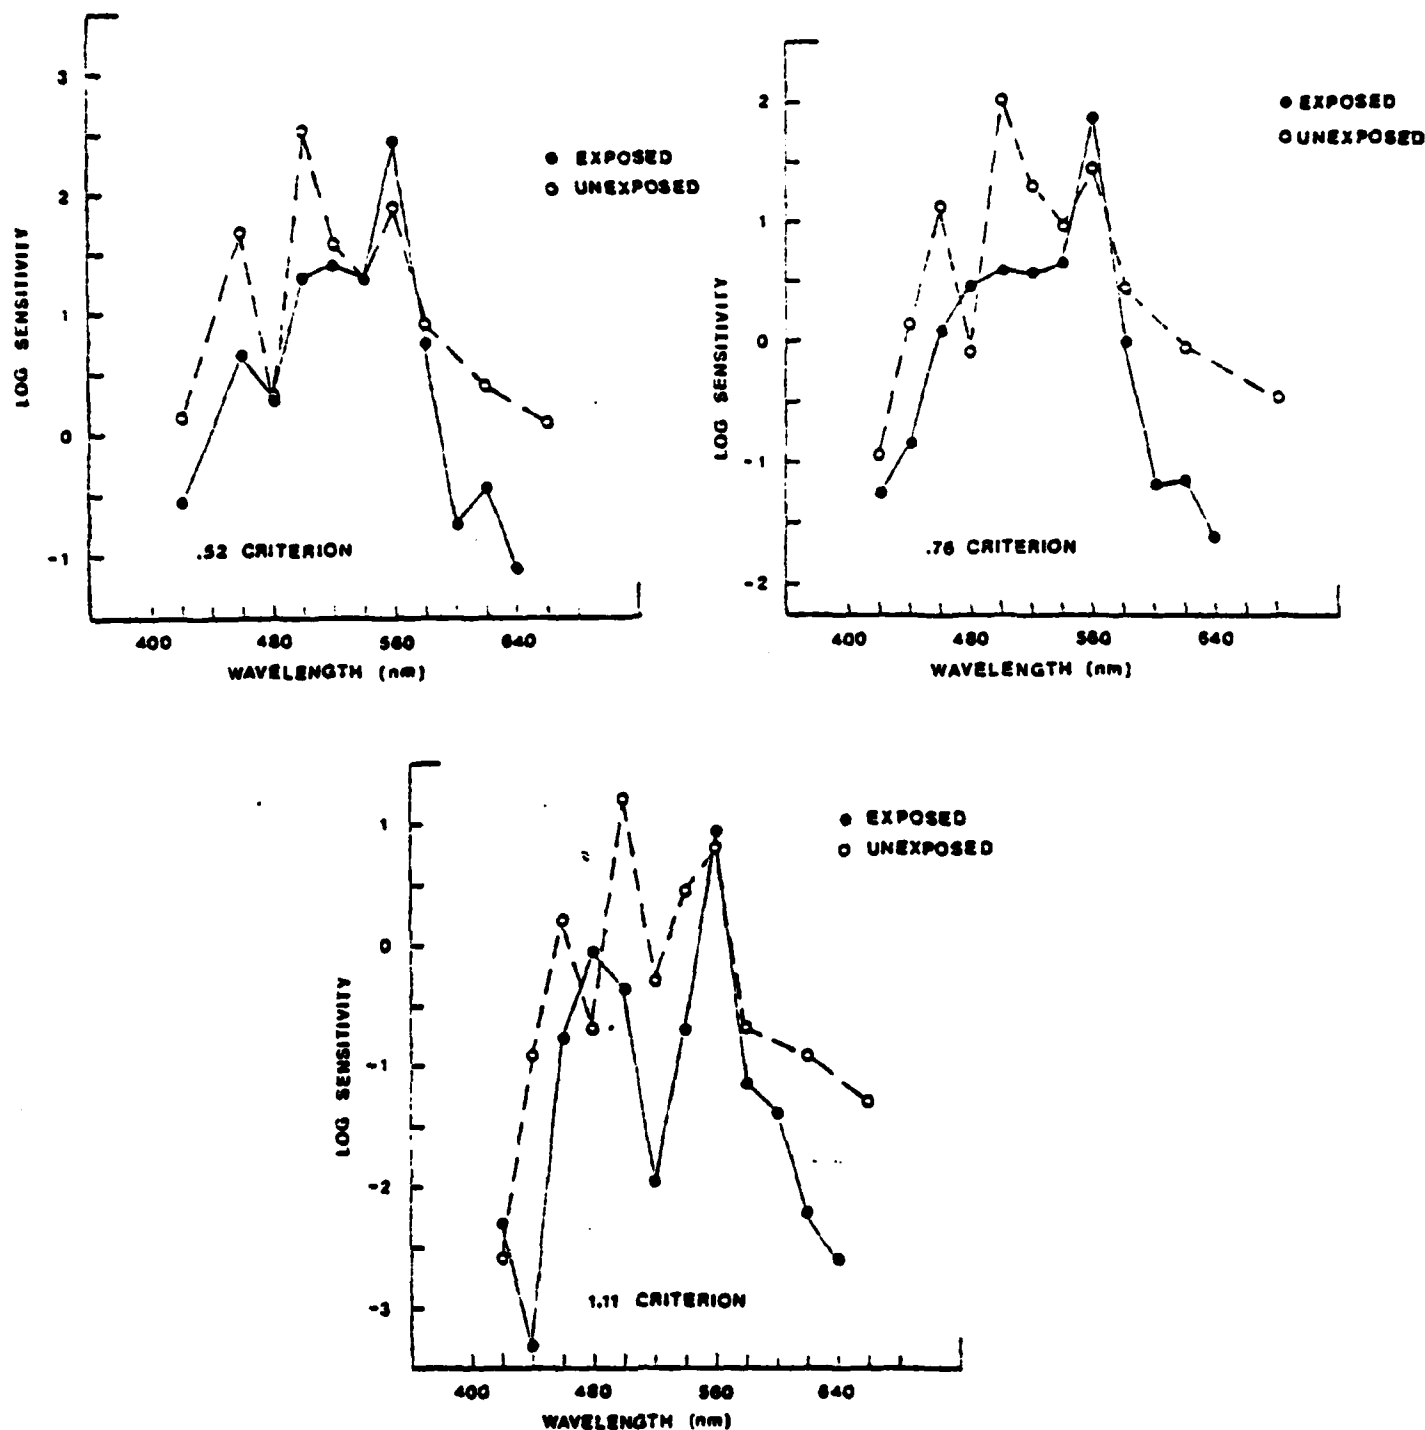 3
2
1
0
-1
LOG SENSITIVITY
EXPOSED
UNEXPOSED
.52 CRITERION
400 480 560 640
WAVELENGTH (nm)
2
1
0
-1
-2
LOG SENSITIVITY
EXPOSED
UNEXPOSED
.76 CRITERION
400 480 560 640
WAVELENGTH (nm)
1
0
-1
-2
-3
LOG SENSITIVITY
EXPOSED
UNEXPOSED
1.11 CRITERION
400 480 560 640
WAVELENGTH (nm)